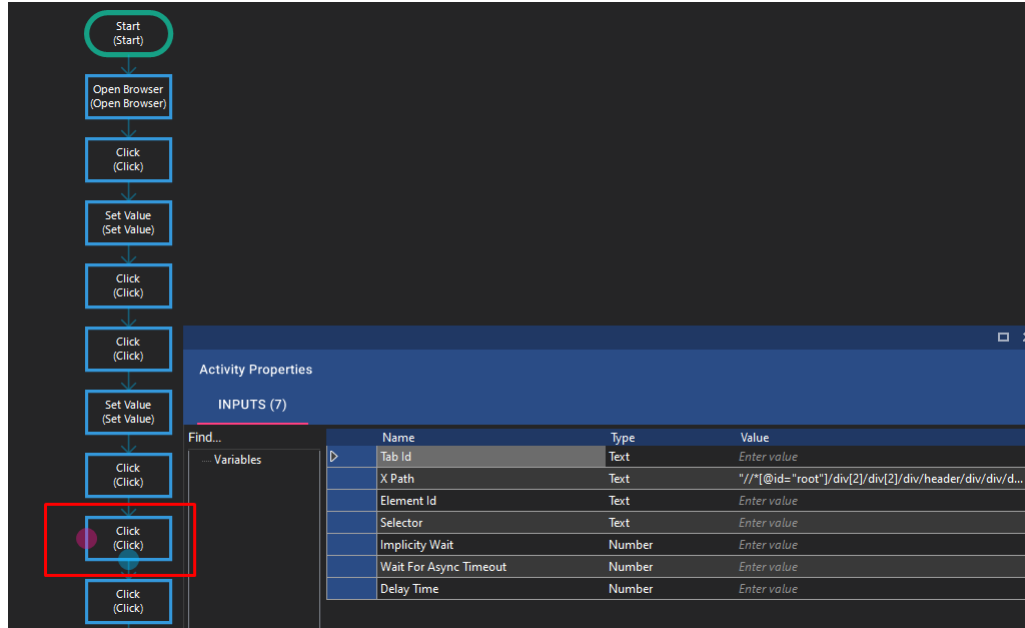 Start
(Start)
Open Browser
(Open Browser)
Click
(Click)
Set Value
(Set Value)
Click
(Click)
Click
(Click)
Set Value
(Set Value)
Click
(Click)
Click
(Click)
Click
(Click)
Activity Properties
INPUTS (7)
Find...
Variables
Name Type Value
Tab Id Text Enter value
X Path Text "//*[@id="root"]/div[2]/div[2]/div/header/div/div/d...
Element Id Text Enter value
Selector Text Enter value
Implicity Wait Number Enter value
Wait For Async Timeout Number Enter value
Delay Time Number Enter value